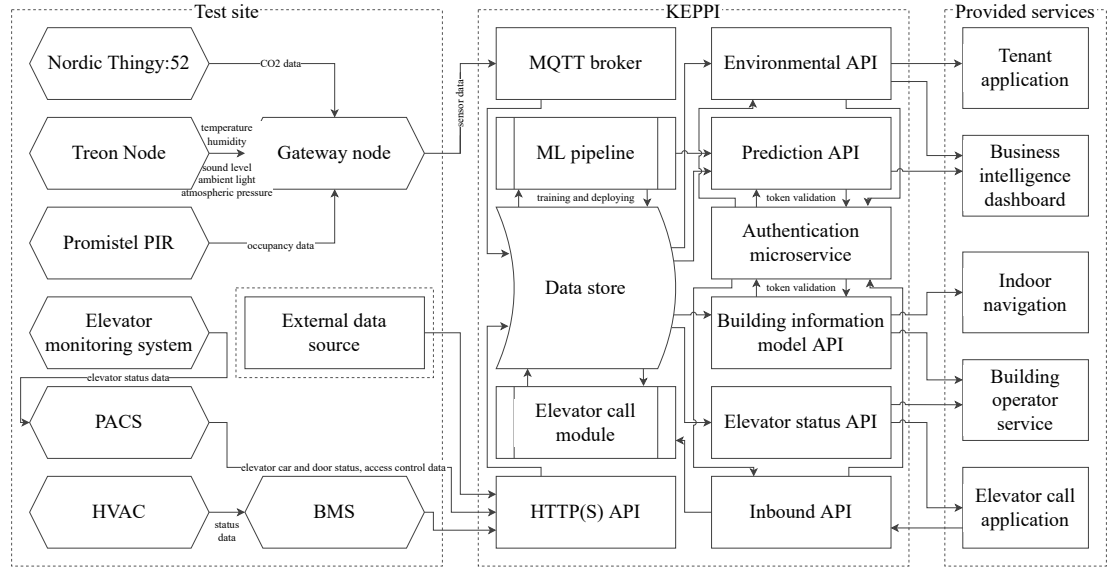 Test site
KEPPI
Provided services
Nordic Thingy:52
CO2 data
Treon Node
temperature
humidity
sound level
ambient light
atmospheric pressure
Gateway node
sensor data
Promistel PIR
occupancy data
Elevator
monitoring system
elevator status data
External data
source
PACS
elevator car and door status, access control data
HVAC
status
data
BMS
MQTT broker
ML pipeline
training and deploying
Data store
Elevator call
module
HTTP(S) API
Environmental API
Prediction API
token validation
Authentication
microservice
token validation
Building information
model API
Elevator status API
Inbound API
Tenant
application
Business
intelligence
dashboard
Indoor
navigation
Building
operator
service
Elevator call
application